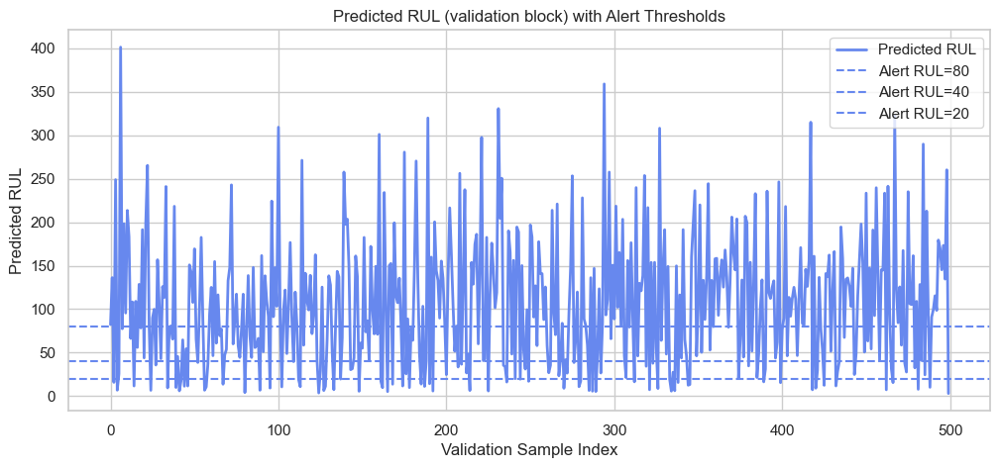 Predicted RUL (validation block) with Alert Thresholds
Predicted RUL
400
350
300
250
200
150
100
50
0
Predicted RUL
Alert RUL=80
Alert RUL=40
Alert RUL=20
0 100 200 300 400 500
Validation Sample Index